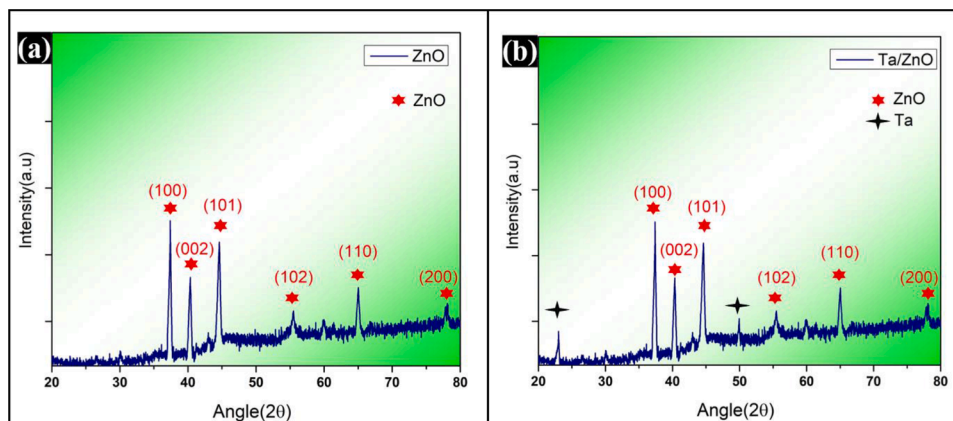 (a)
ZnO
ZnO
(100)
(002)
(101)
(102)
(110)
(200)
Intensity(a.u)
20 30 40 50 60 70 80
Angle(2θ)
(b)
Ta/ZnO
ZnO
Ta
(100)
(002)
(101)
(102)
(110)
(200)
Intensity(a.u)
20 30 40 50 60 70 80
Angle(2θ)